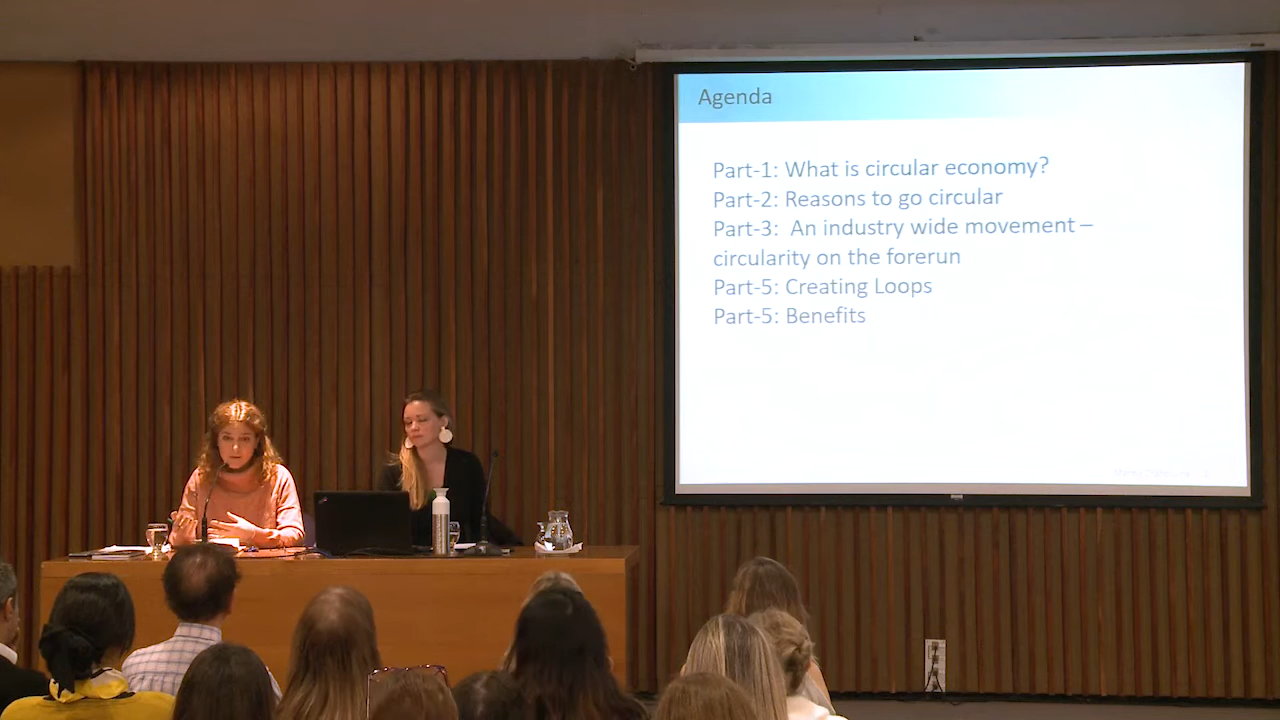 Agenda
Part-1: What is circular economy?
Part-2: Reasons to go circular
Part-3:  An industry wide movement –
circularity on the forerun
Part-5: Creating Loops
Part-5: Benefits